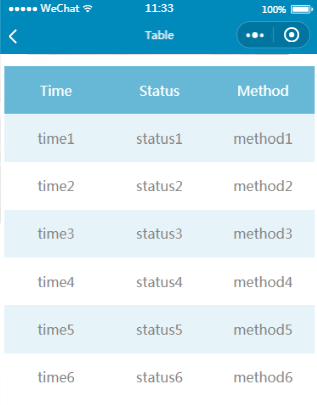 WeChat 11:33 100%
Table
Time Status Method
time1 status1 method1
time2 status2 method2
time3 status3 method3
time4 status4 method4
time5 status5 method5
time6 status6 method6